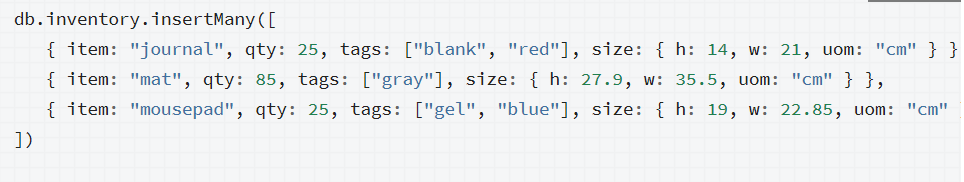 db.inventory.insertMany([
{ item: "journal", qty: 25, tags: ["blank", "red"], size: { h: 14, w: 21, uom: "cm" } }
{ item: "mat", qty: 85, tags: ["gray"], size: { h: 27.9, w: 35.5, uom: "cm" } },
{ item: "mousepad", qty: 25, tags: ["gel", "blue"], size: { h: 19, w: 22.85, uom: "cm"
])